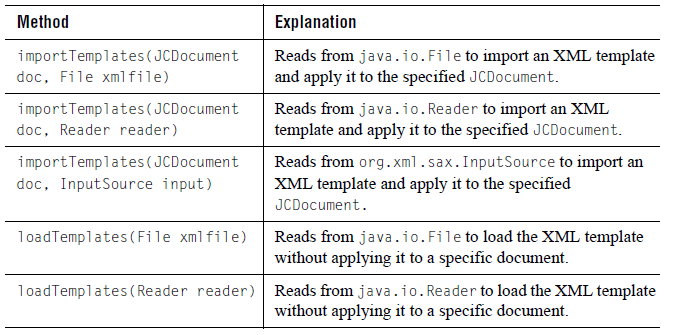 Method Explanation
importTemplates(JCDocument doc, File xmlfile) Reads from java.io.File to import an XML template
and apply it to the specified JCDocument.
importTemplates(JCDocument doc, Reader reader) Reads from java.io.Reader to import an XML
template and apply it to the specified JCDocument.
importTemplates(JCDocument doc, InputSource input) Reads from org.xml.sax.InputSource to import an
XML template and apply it to the specified
JCDocument.
loadTemplates(File xmlfile) Reads from java.io.File to load the XML template
without applying it to a specific document.
loadTemplates(Reader reader) Reads from java.io.Reader to load the XML template
without applying it to a specific document.